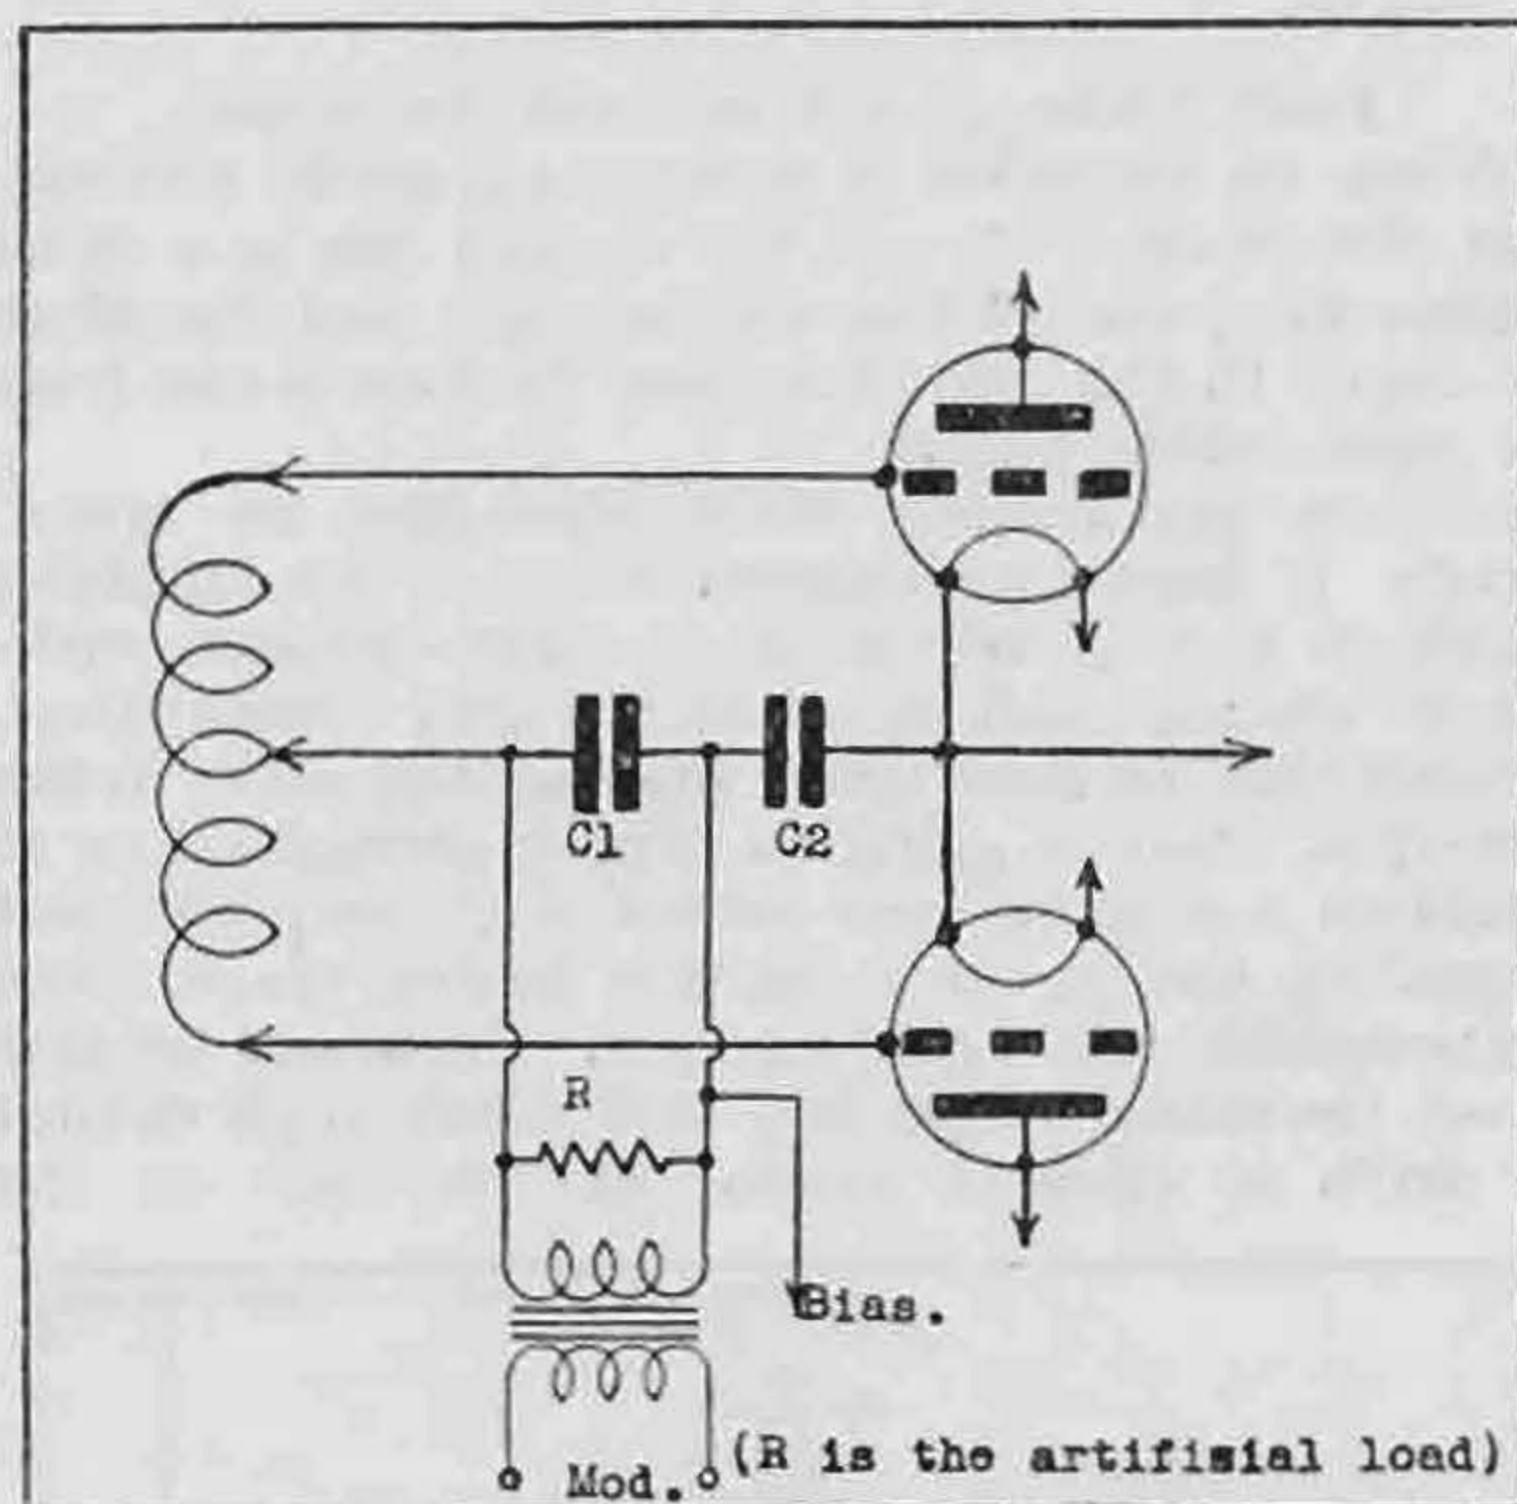 C1 C2
R
Bias.
Mod. (R is the artifisial load)